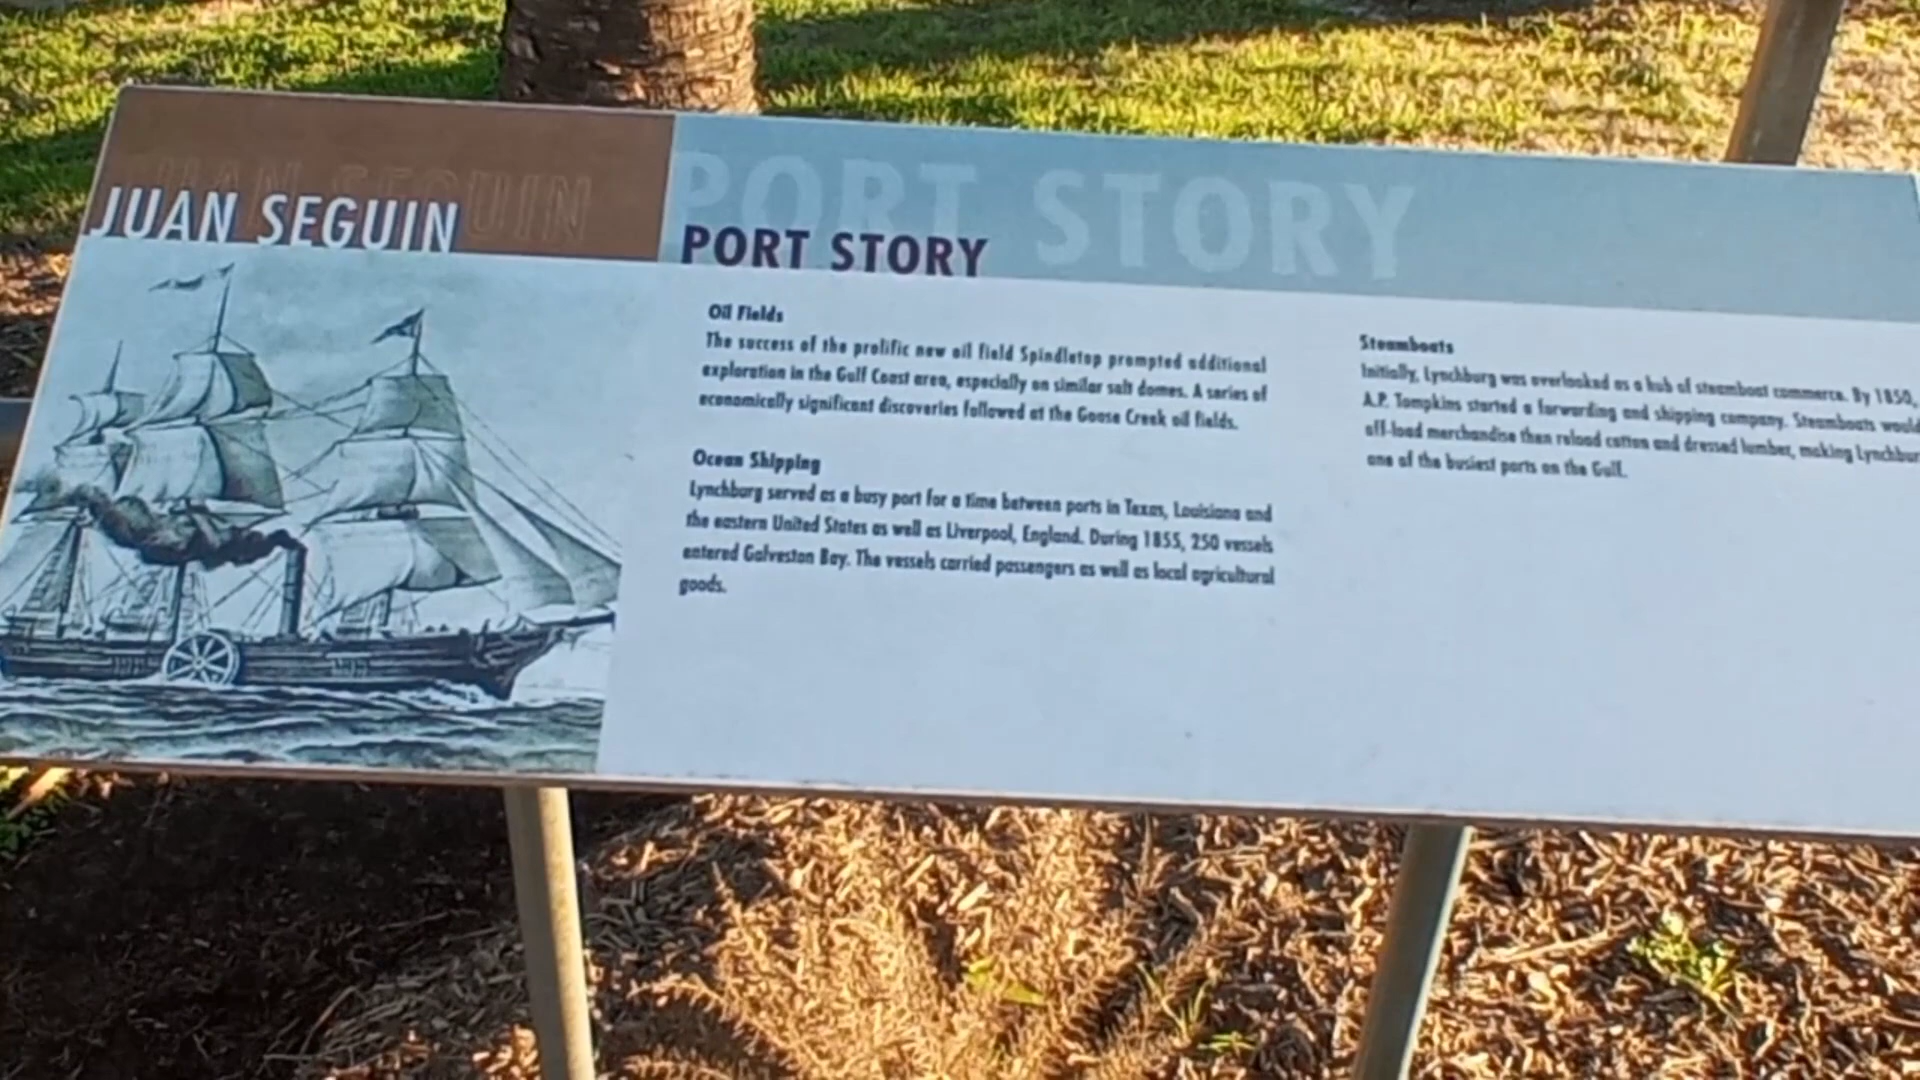 JUAN SEGUIN
PORT STORY
Oil Fields
The success of the prolific new oil field Spindletop prompted additional
exploration in the Gulf Coast area, especially on similar salt domes. A series of
economically significant discoveries followed at the Goose Creek oil fields.
Ocean Shipping
Lynchburg served as a busy port for a time between ports in Texas, Louisiana and
the eastern United States as well as Liverpool, England. During 1855, 250 vessels
entered Galveston Bay. The vessels carried passengers as well as local agricultural
goods.
Steamboats
Initially, Lynchburg was overlooked as a hub of steamboat commerce. By 1850,
A.P. Tompkins started a forwarding and shipping company. Steamboats would
off-load merchandise then reload cotton and dressed lumber, making Lynchbur
one of the busiest ports on the Gulf.